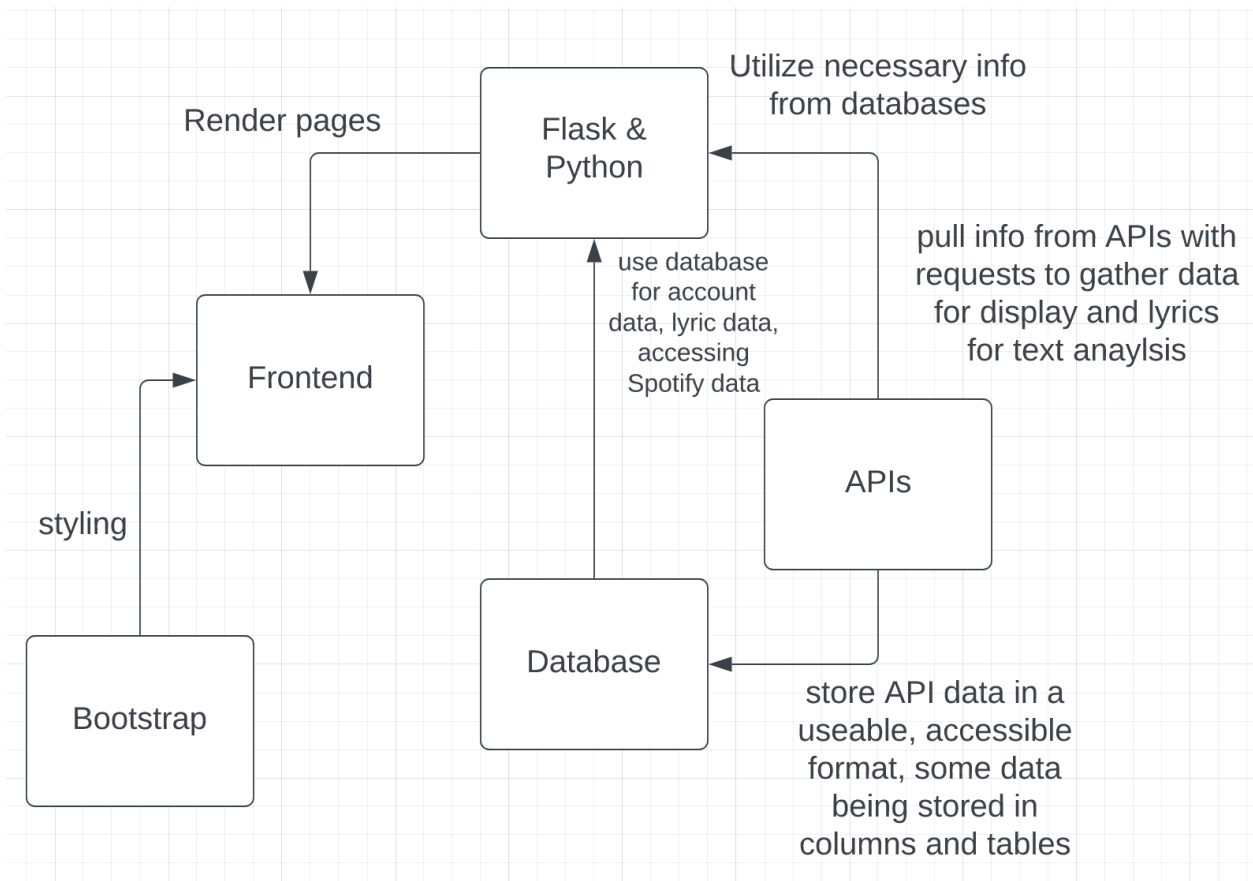 Utilize necessary info
from databases
Render pages
Flask &
Python
pull info from APIs with
requests to gather data
for display and lyrics
for text anaylsis
use database
for account
data, lyric data,
accessing
Spotify data
Frontend
APIs
styling
Database
Bootstrap
store API data in a
useable, accessible
format, some data
being stored in
columns and tables